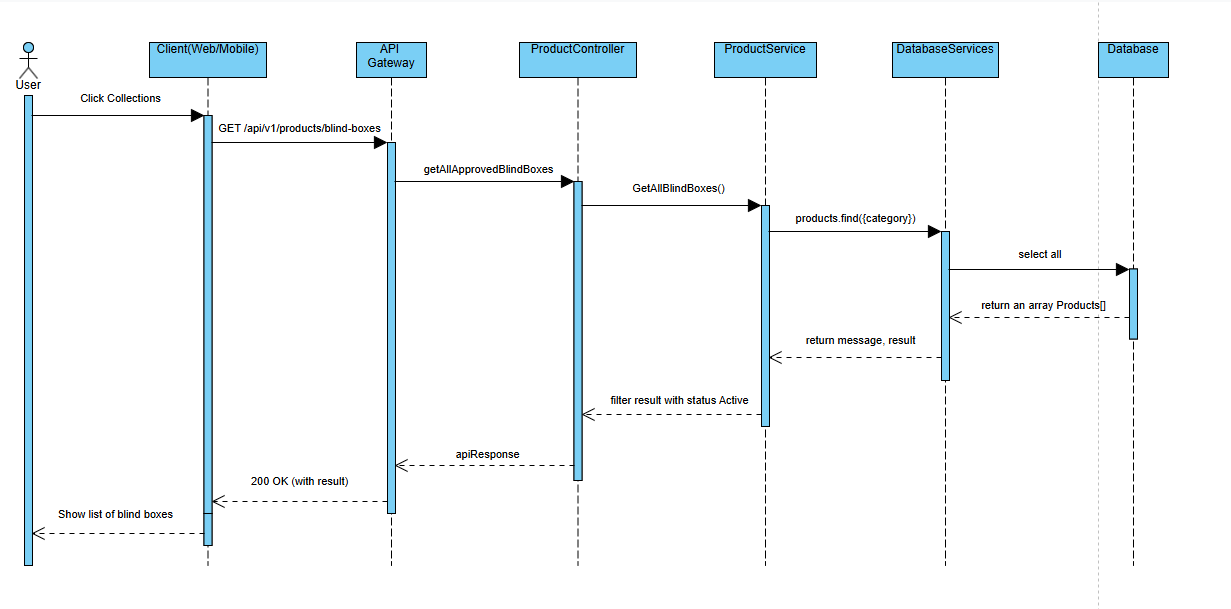 Client(Web/Mobile)
API
Gateway
ProductController
ProductService
DatabaseServices
Database
User
Click Collections
GET /api/v1/products/blind-boxes
getAllApprovedBlindBoxes
GetAllBlindBoxes()
products.find({category})
select all
return an array Products[]
return message, result
filter result with status Active
apiResponse
200 OK (with result)
Show list of blind boxes